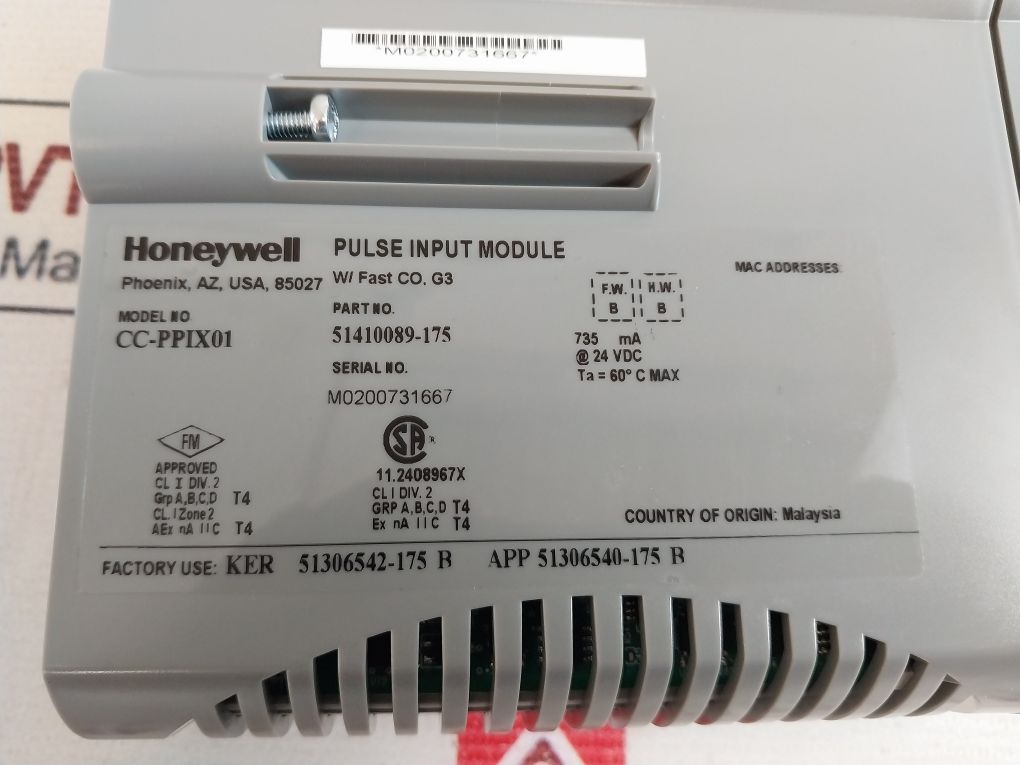 *M0200731667*
Honeywell
Phoenix, AZ, USA, 85027
PULSE INPUT MODULE
W/ Fast CO, G3
MODEL NO
CC-PPIX01
PART NO.
51410089-175
SERIAL NO.
M0200731667
F.W.
B
H.W.
B
735 mA
@ 24 VDC
Ta = 60° C MAX
MAC ADDRESSES:
FM
APPROVED
CL I DIV. 2
Grp A,B,C,D T4
CL. I Zone 2
AEx nA IIC T4
CSA R
11.2408967X
CL I DIV. 2
GRP A,B,C,D T4
Ex nA IIC T4
COUNTRY OF ORIGIN: Malaysia
FACTORY USE: KER 51306542-175 B APP 51306540-175 B
Ma